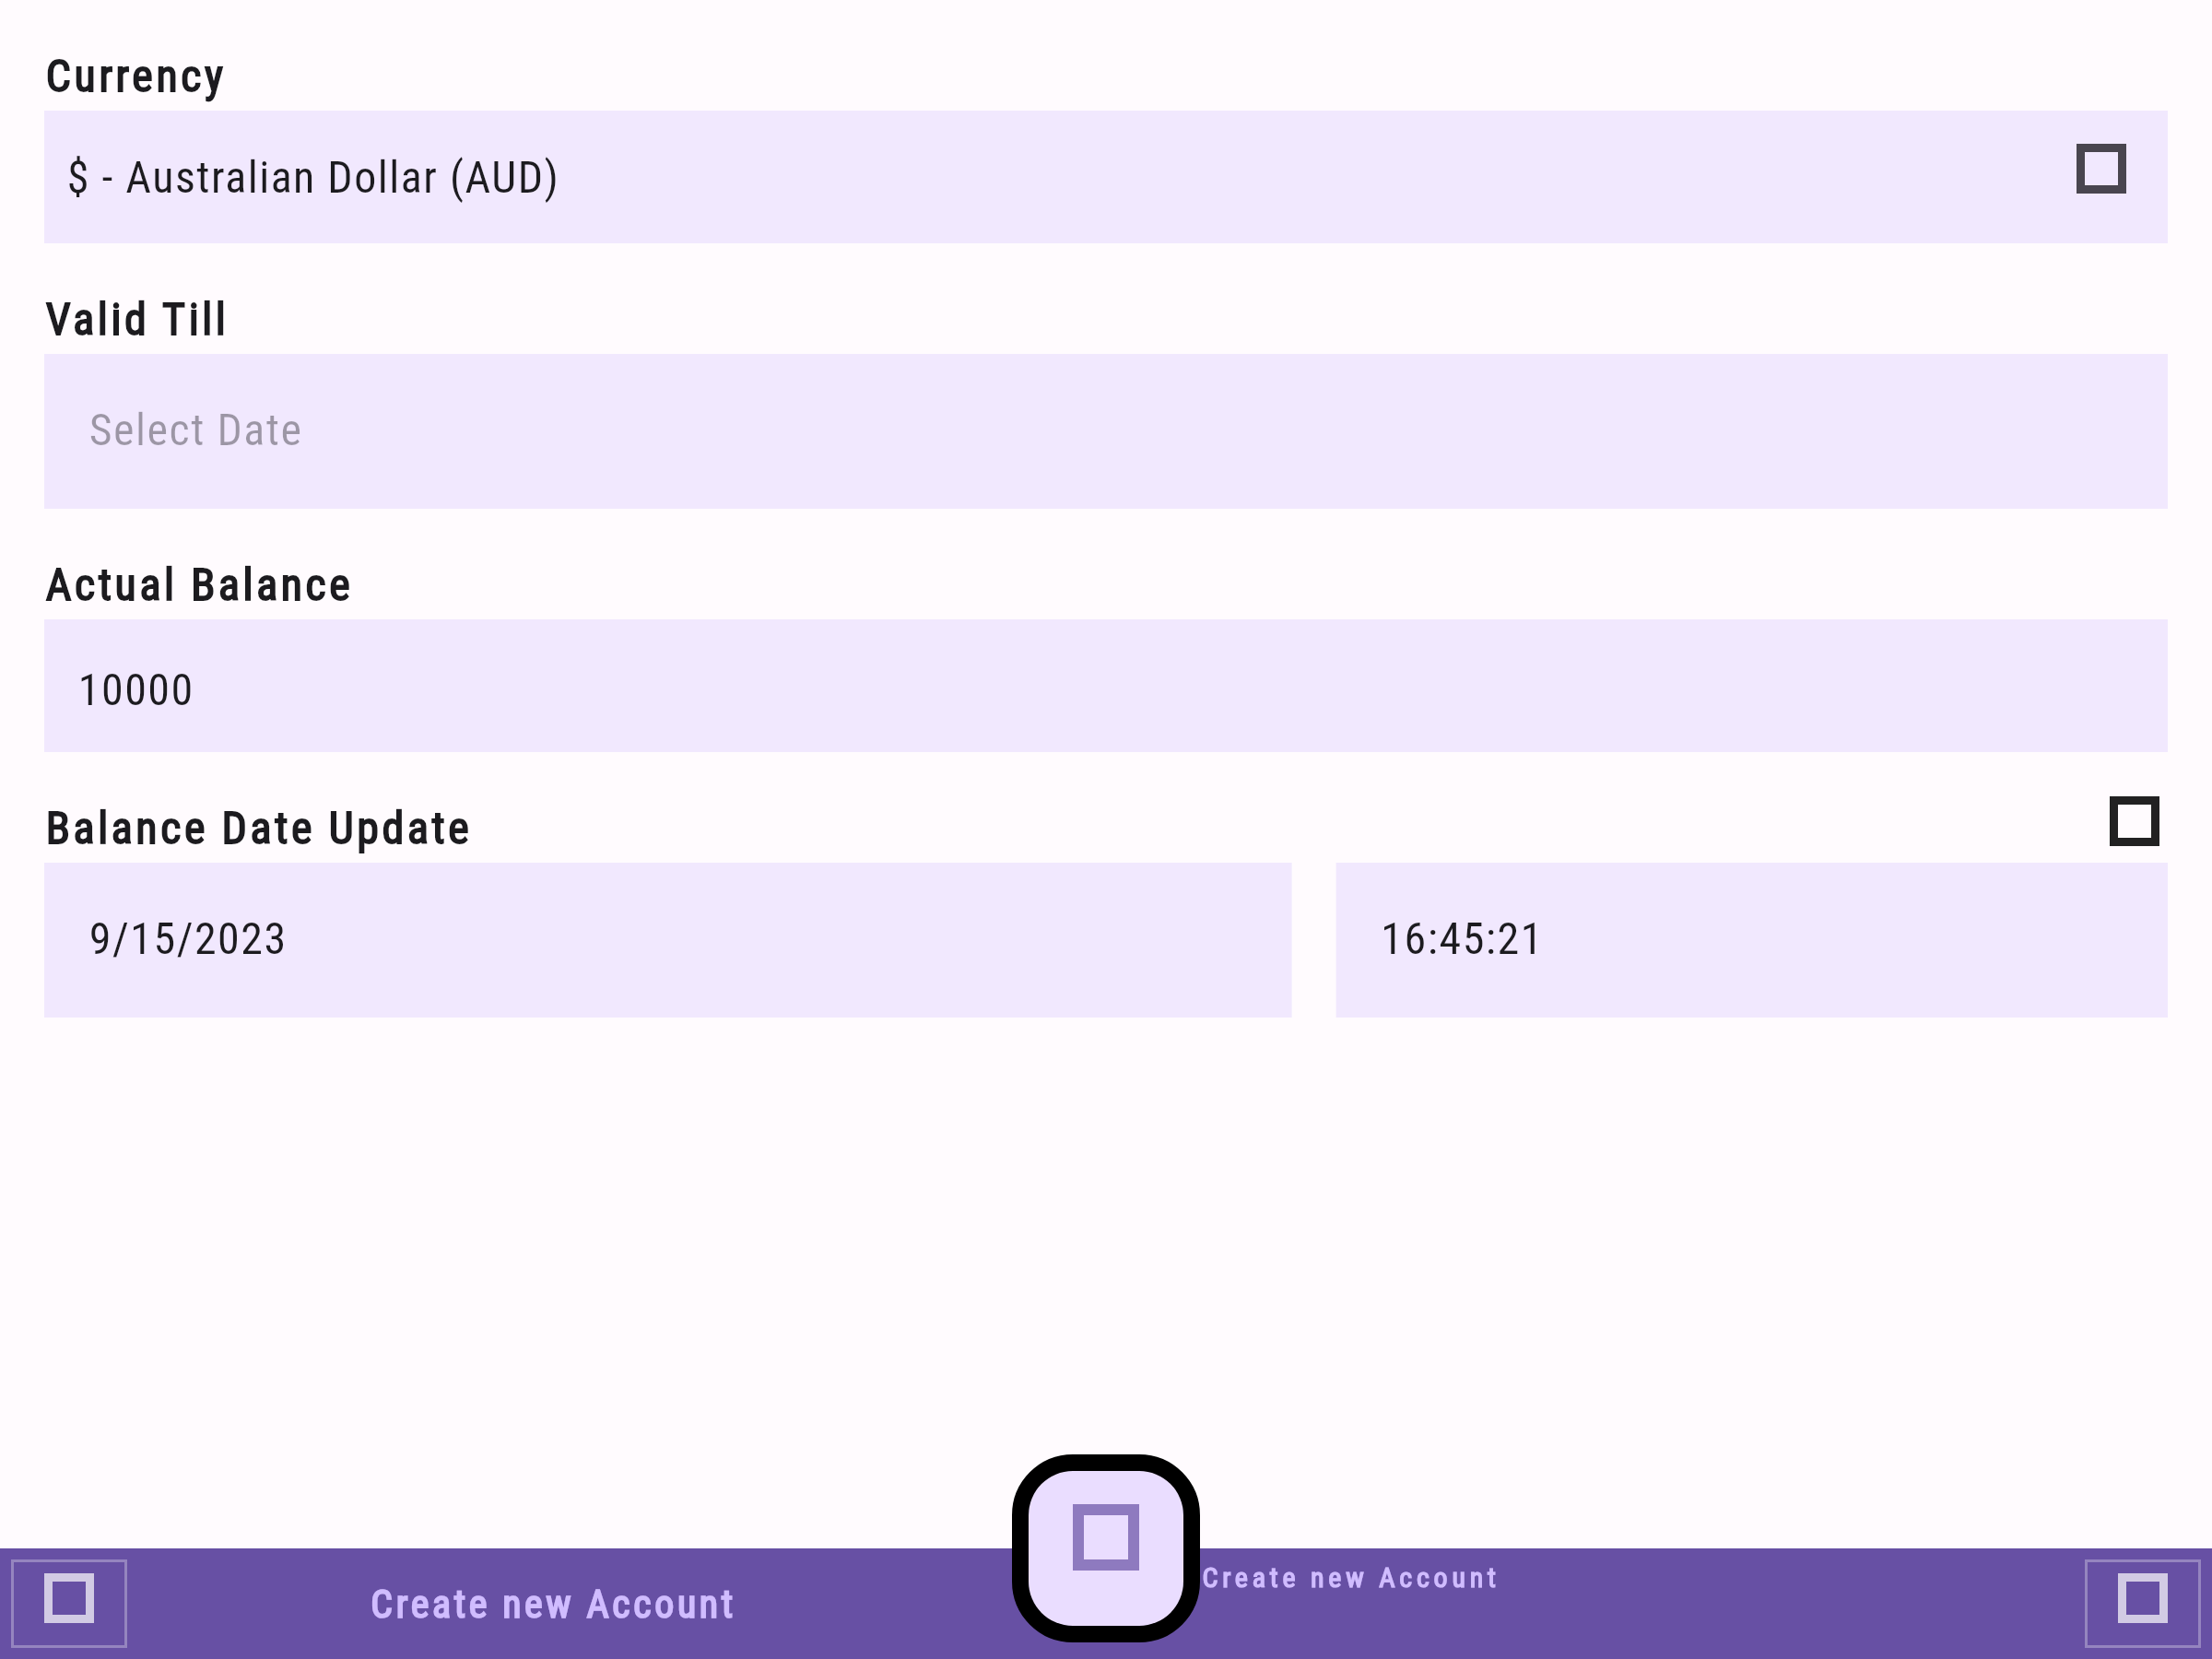 Currency
$ - Australian Dollar (AUD)
Valid Till
Select Date
Actual Balance
10000
Balance Date Update
9/15/2023
16:45:21
Create new Account
Create new Account